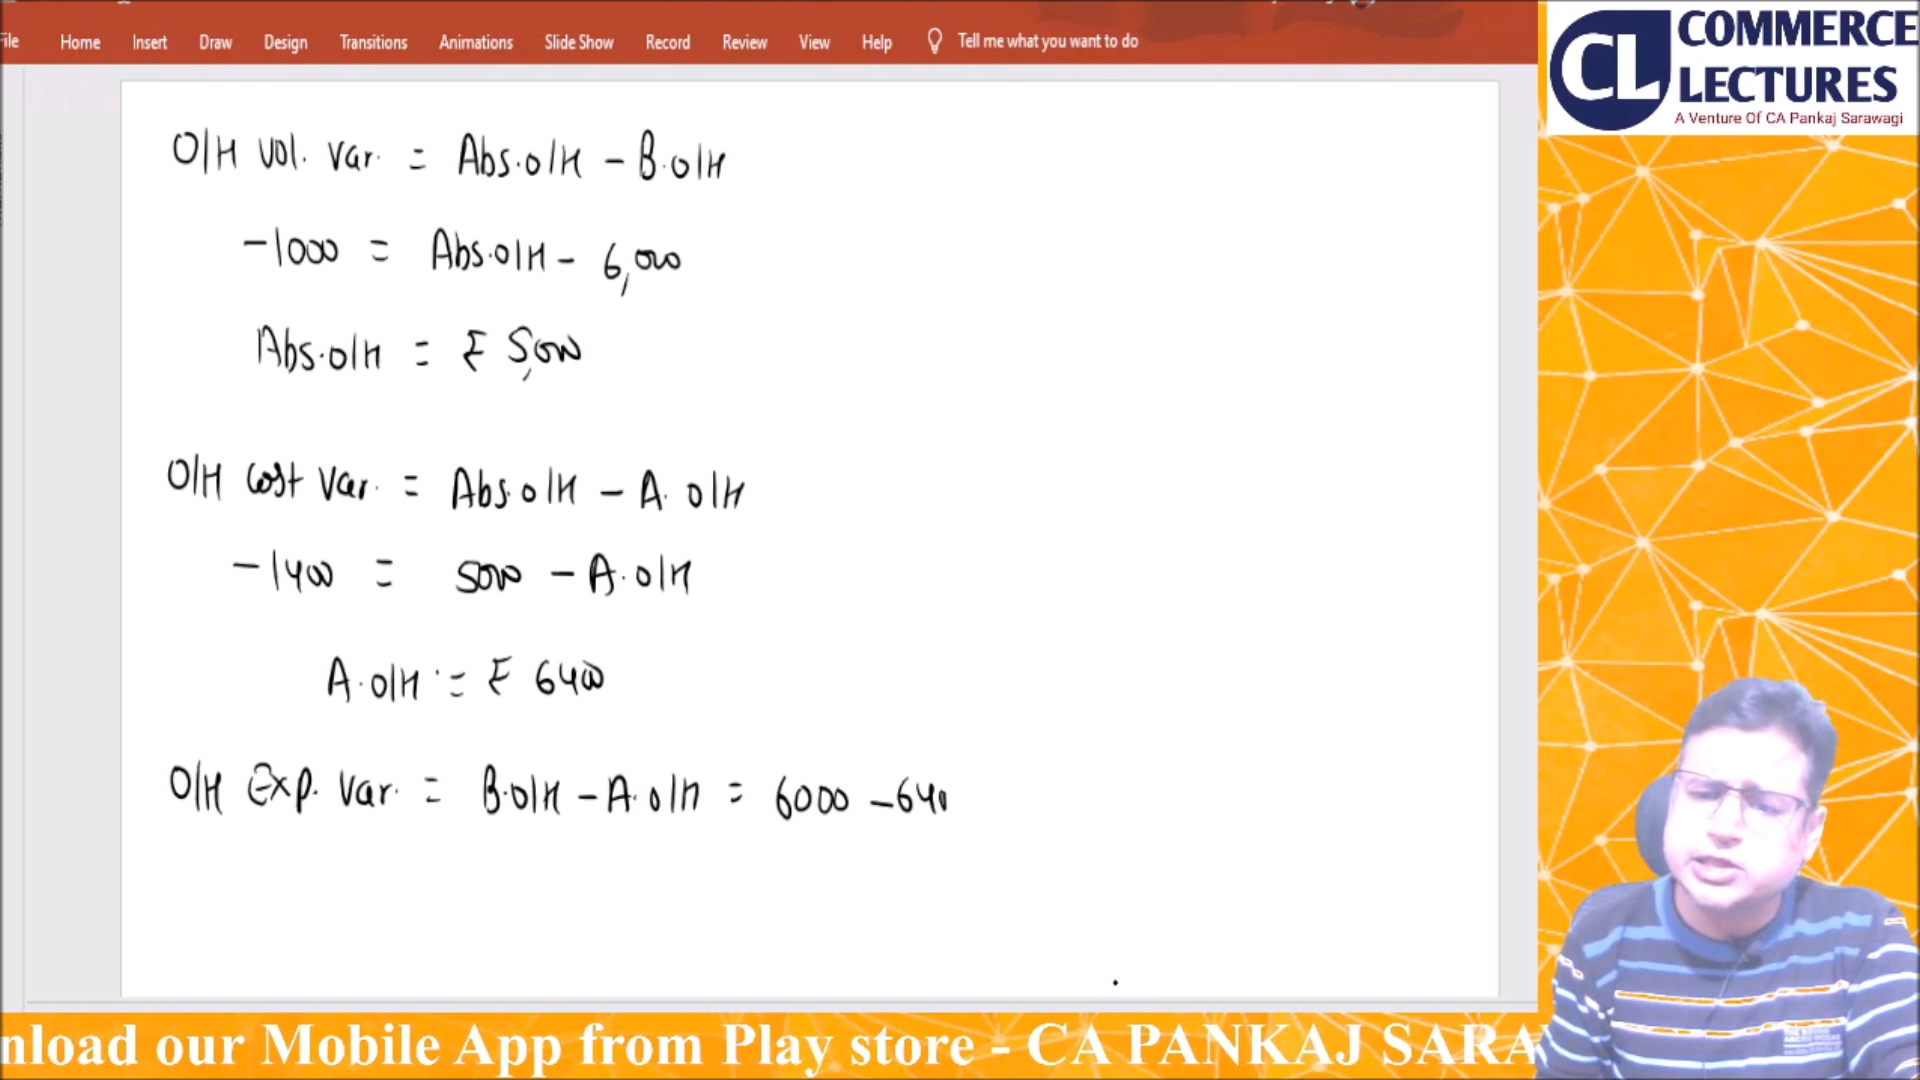 File Home Insert Draw Design Transitions Animations Slide Show Record Review View Help Tell me what you want to do
CL COMMERCE
LECTURES
A Venture Of CA Pankaj Sarawagi
O/H Vol. Var. = Abs.O/H - B.O/H
-1000 = Abs.O/H - 6,000
Abs.O/H = ₹ 5,000
O/H Cost Var. = Abs.O/H - A.O/H
-1400 = 5000 - A.O/H
A.O/H = ₹ 6400
O/H Exp. Var. = B.O/H - A.O/H = 6000 - 640
nload our Mobile App from Play store - CA PANKAJ SARA